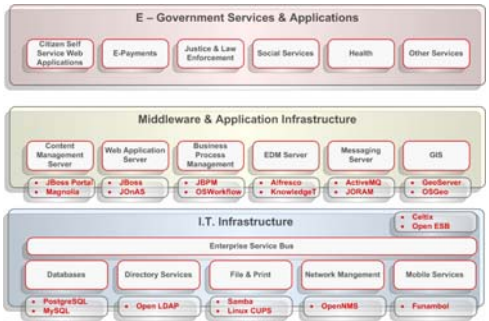 E – Government Services & Applications
Citizen Self
Service Web
Applications
E-Payments
Justice & Law
Enforcement
Social Services
Health
Other Services
Middleware & Application Infrastructure
Content
Management
Server
Web Application
Server
Business
Process
Management
EDM Server
Messaging
Server
GIS
• JBoss Portal
• Magnolia
• JBoss
• JOnAS
• JBPM
• OSWorkflow
• Alfresco
• KnowledgeT
• ActiveMQ
• JORAM
• GeoServer
• OSGeo
I.T. Infrastructure
• Celtix
• Open ESB
Enterprise Service Bus
Databases
Directory Services
File & Print
Network Mangement
Mobile Services
• PostgreSQL
• MySQL
• Open LDAP
• Samba
• Linux CUPS
• OpenNMS
• Funambol